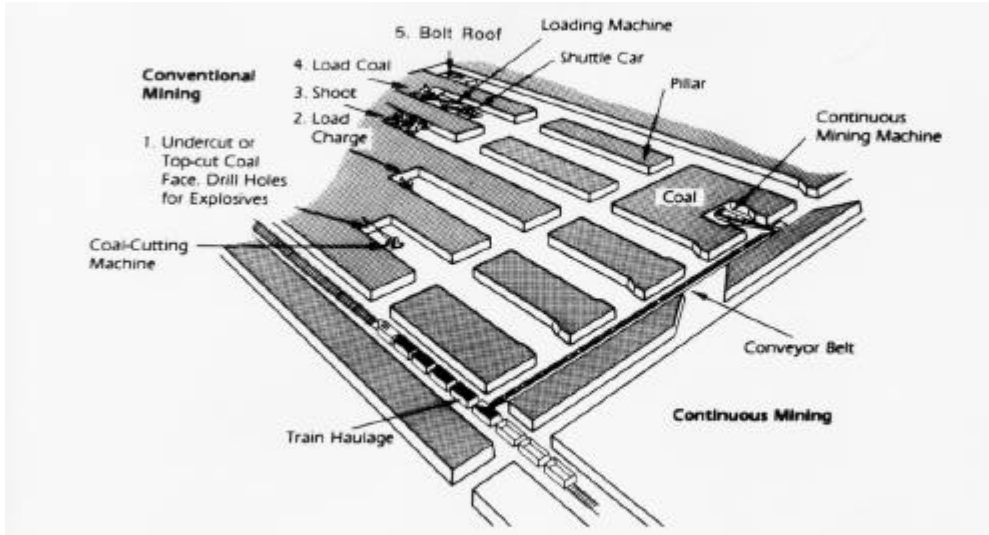 5. Bolt Roof
Loading Machine
Shuttle Car
4. Load Coal
Conventional
Mining
3. Shoot
2. Load
Charge
Pillar
Continuous
Mining Machine
1. Undercut or
Top-cut Coal
Face. Drill Holes
for Explosives
Coal
Coal-Cutting
Machine
Conveyor Belt
Train Haulage
Continuous Mining